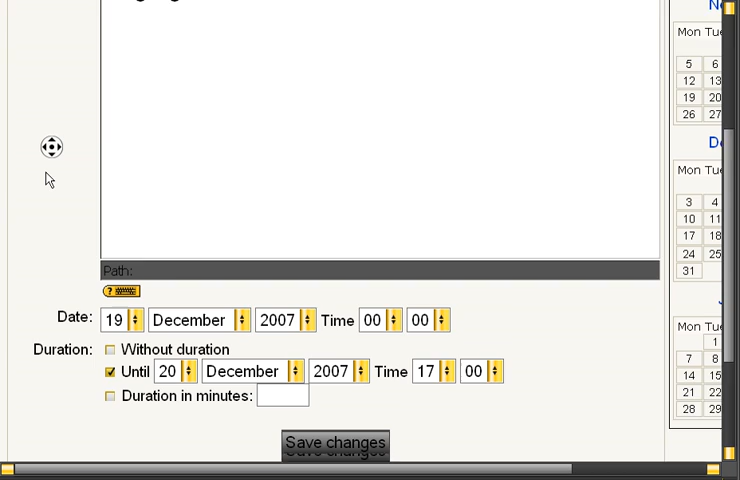 Mon Tue
5 6
12 13
19 20
26 27
Mon Tue
3 4
10 11
17 18
24 25
31
Mon Tue
1
7 8
14 15
21 22
28 29
Path:
?
Date: 19 December 2007 Time 00 00
Duration: Without duration
Until 20 December 2007 Time 17 00
Duration in minutes:
Save changes